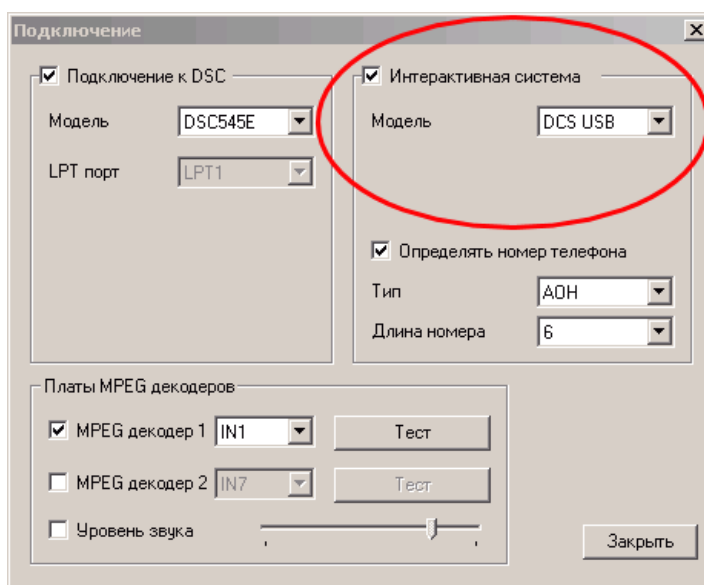 Подключение
Подключение к DSC
Модель
DSC545E
LPT порт
LPT1
Интерактивная система
Модель
DCS USB
Определять номер телефона
Тип
АОН
Длина номера
6
Платы MPEG декодеров
MPEG декодер 1
IN1
Тест
MPEG декодер 2
IN7
Тест
Уровень звука
Закрыть